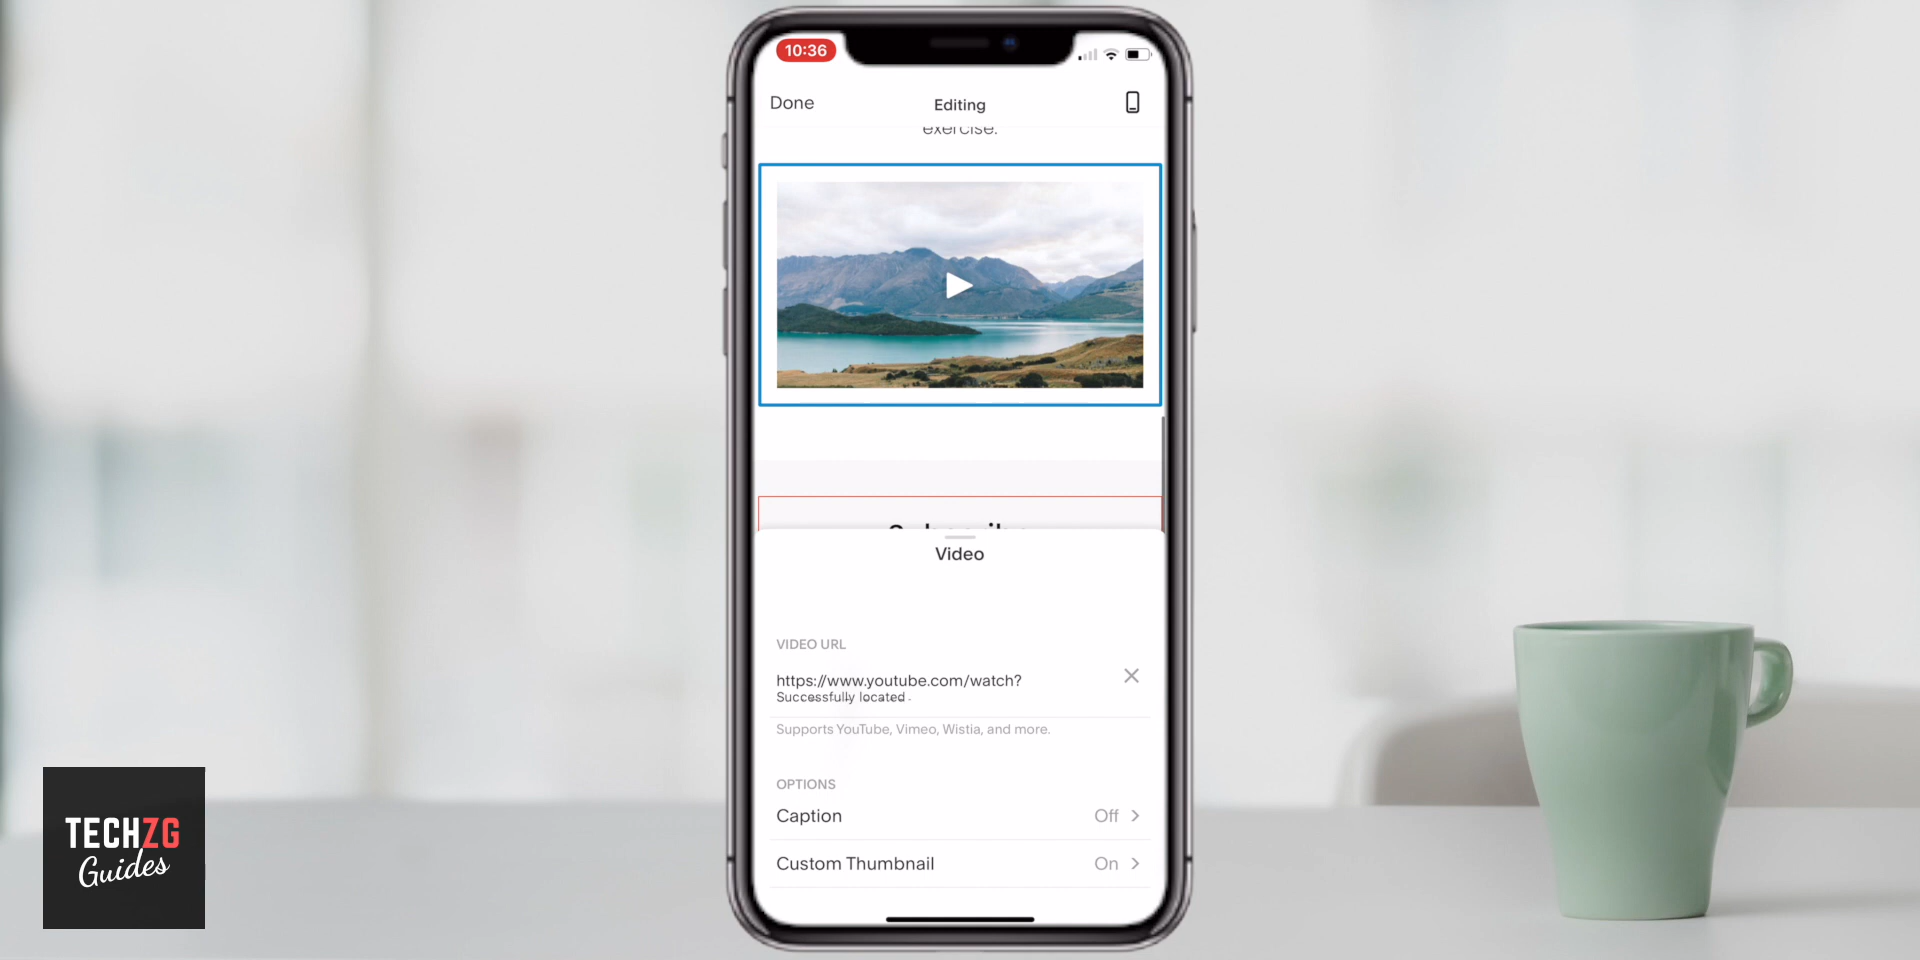 10:36
Done
Editing
exercise.
Video
VIDEO URL
https://www.youtube.com/watch?
Successfully located.
Supports YouTube, Vimeo, Wistia, and more.
OPTIONS
Caption
Off
Custom Thumbnail
On
TECHZG
Guides